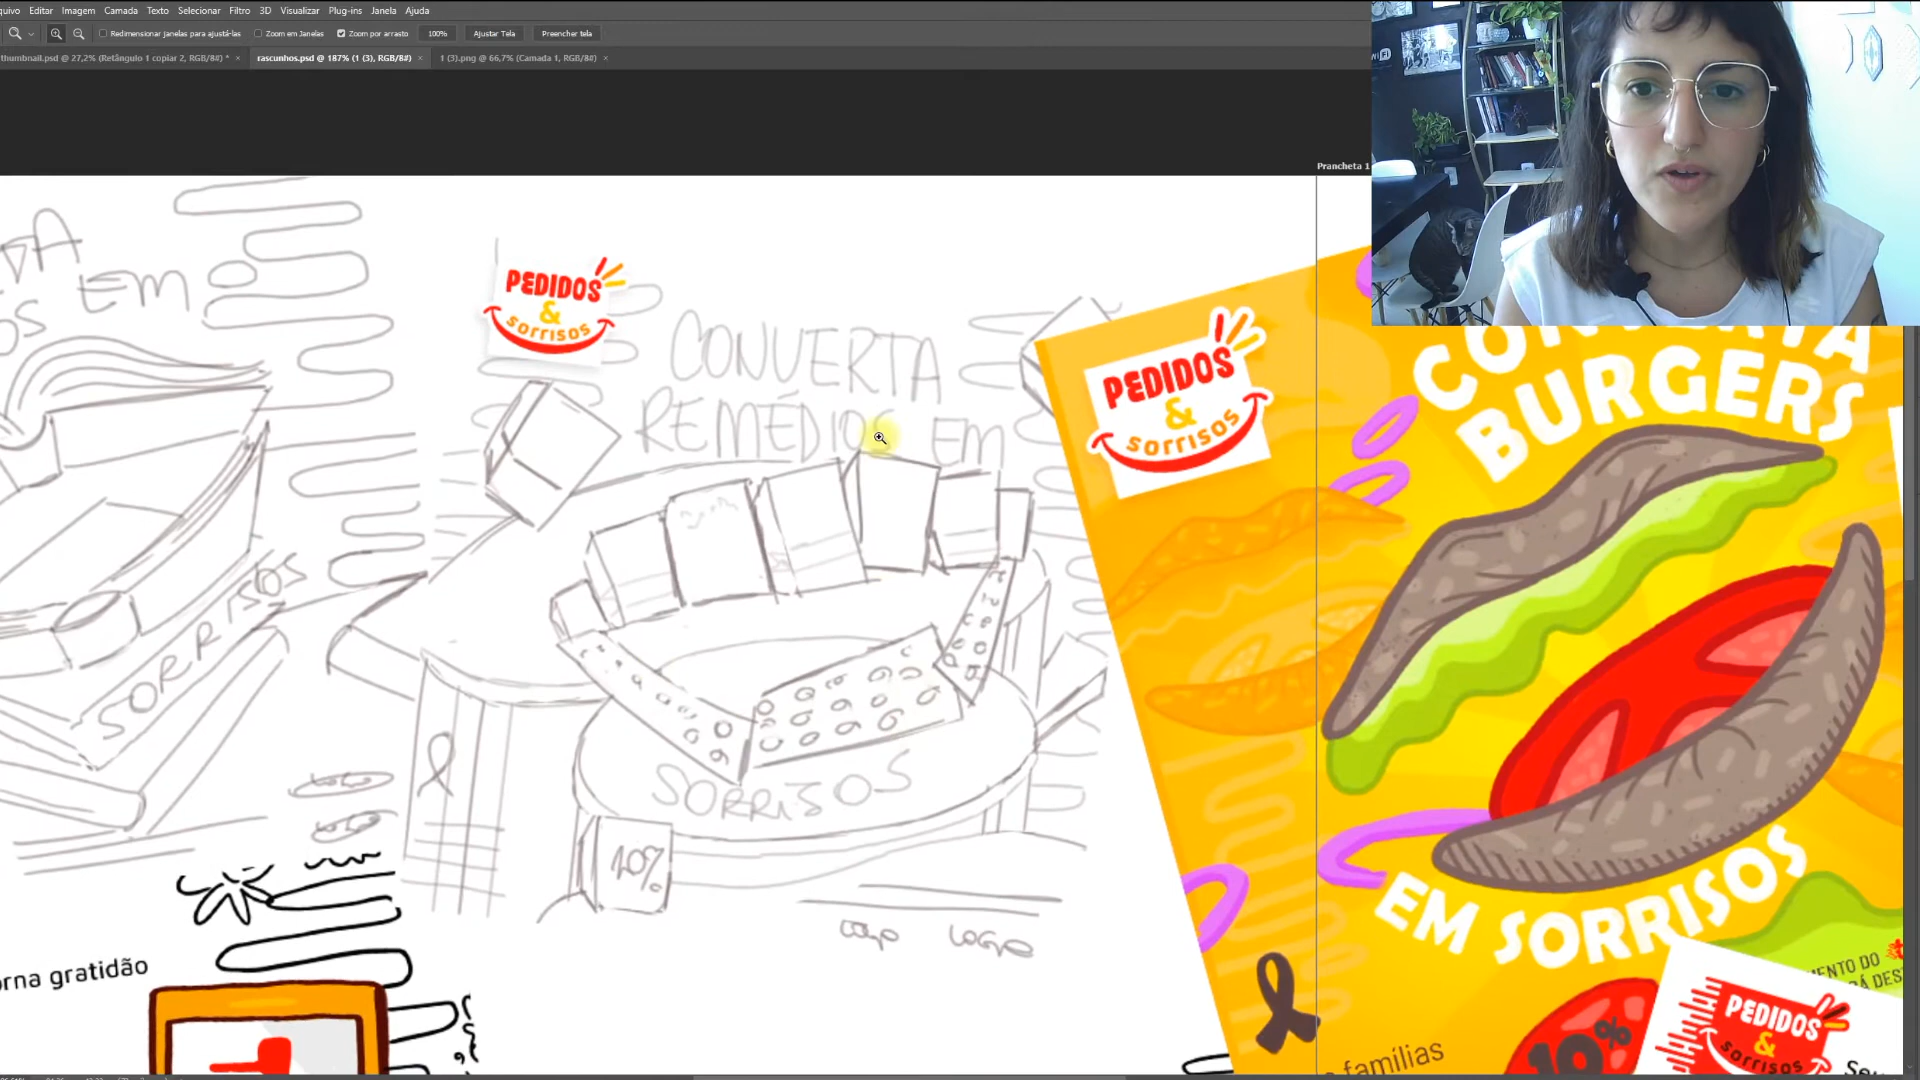 quivo Editar Imagem Camada Texto Selecionar Filtro 3D Visualizar Plug-ins Janela Ajuda
Redimensionar janelas para ajustá-las Zoom em Janelas Zoom por arrasto 100% Ajustar Tela Preencher tela
thumbnail.psd @ 27,2% (Retângulo 1 copiar 2, RGB/8#) * × rascunhos.psd @ 187% (1 (3), RGB/8#) × 1 (3).png @ 66,7% (Camada 1, RGB/8#) ×
Prancheta 1
EM
PEDIDOS
&
sorrisos
CONVERTA
REMÉDIOS EM
SORRISOS
SORRISOS
10%
LOGO
LOGO
orna gratidão
PEDIDOS
&
sorrisos
CONVERTA
BURGERS
EM SORRISOS
10%
PEDIDOS
&
sorrisos
famílias